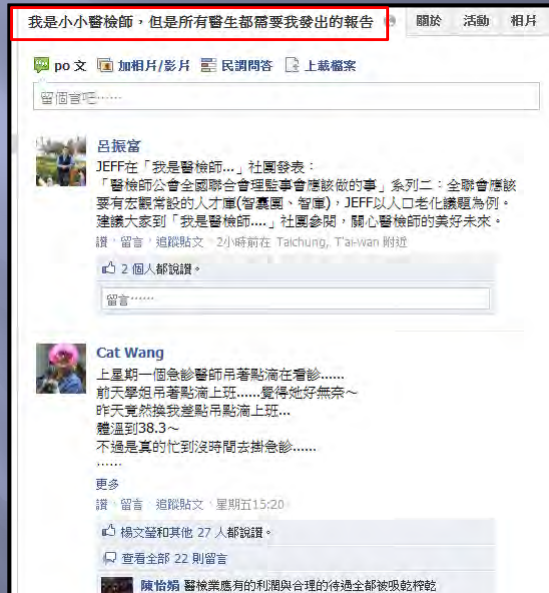 我是小小醫檢師，但是所有醫生都需要我發出的報告
關於 活動 相片
po 文 加相片/影片 民調問答 上載檔案
留個言吧……
呂振富
JEFF在「我是醫檢師...」社團發表：
「醫檢師公會全國聯合會理監事會應該做的事」系列二：全聯會應該
要有宏觀常設的人才庫(智囊團、智庫)，JEFF以人口老化議題為例。
建議大家到「我是醫檢師....」社團參閱，關心醫檢師的美好未來。
讚．留言．追蹤貼文．2小時前在 Taichung, T'ai-wan 附近
2 個人都說讚。
留言……
Cat Wang
上星期一個急診醫師吊著點滴在看診......
前天學姐吊著點滴上班......覺得她好無奈～
昨天竟然換我差點吊點滴上班...
體溫到38.3～
不過是真的忙到沒時間去掛急診......
……
更多
讚．留言．追蹤貼文．星期五15:20
楊文瑩和其他 27 人都說讚。
查看全部 22 則留言
陳怡娟 醫檢業應有的利潤與合理的待過全都被吸乾榨乾